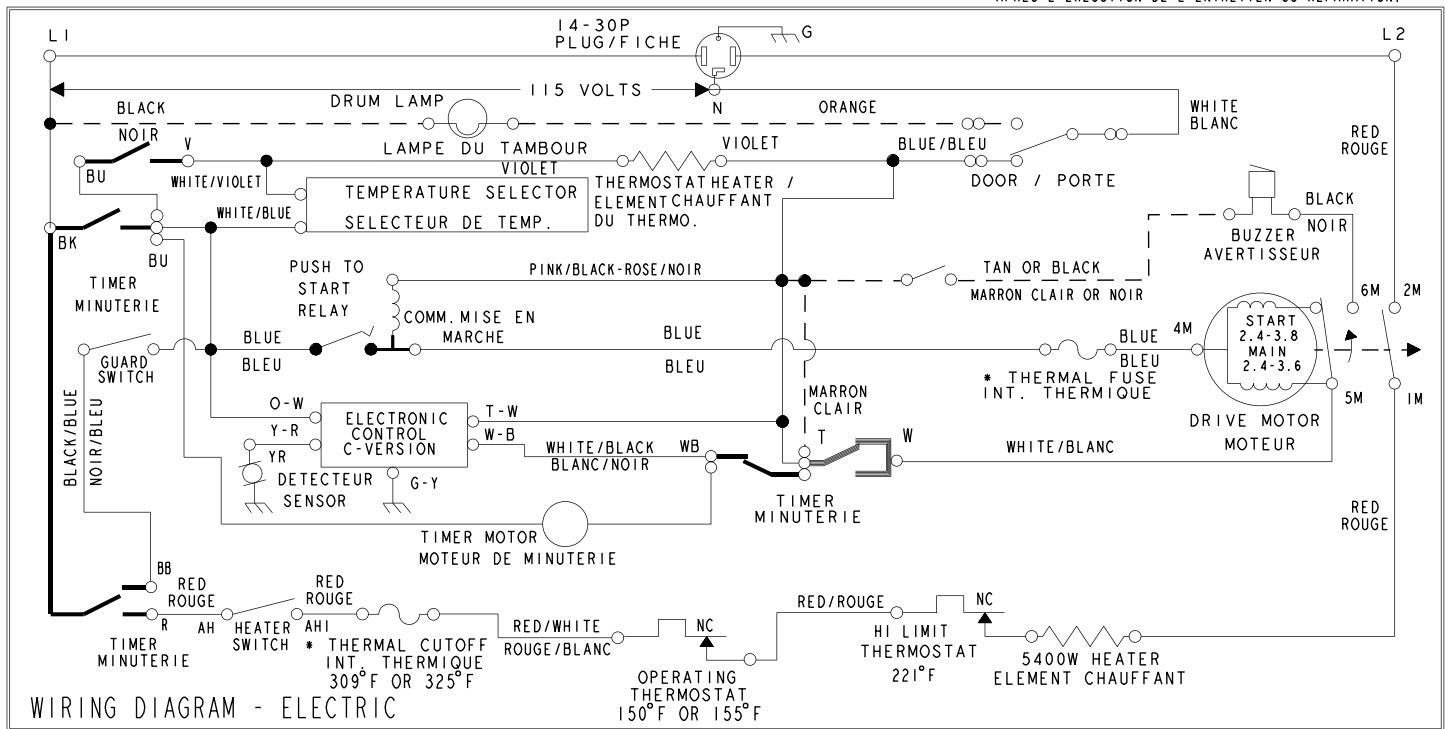 L1
14-30P
PLUG/FICHE
G
L2
115 VOLTS
N
BLACK
NOIR
DRUM LAMP
LAMPE DU TAMBOUR
ORANGE
WHITE
BLANC
RED
ROUGE
V
BU
WHITE/VIOLET
VIOLET
VIOLET
BLUE/BLEU
DOOR / PORTE
TEMPERATURE SELECTOR
SELECTEUR DE TEMP.
THERMOSTAT HEATER /
ELEMENT CHAUFFANT
DU THERMO.
WHITE/BLUE
BK
BU
TIMER
MINUTERIE
BLACK
NOIR
BUZZER
AVERTISSEUR
PUSH TO
START
RELAY
PINK/BLACK-ROSE/NOIR
TAN OR BLACK
MARRON CLAIR OR NOIR
COMM. MISE EN
MARCHE
6M
2M
GUARD
SWITCH
BLUE
BLEU
BLUE
BLEU
BLUE
BLEU
4M
START
2.4-3.8
MAIN
2.4-3.6
* THERMAL FUSE
INT. THERMIQUE
5M
1M
DRIVE MOTOR
MOTEUR
BLACK/BLUE
NOIR/BLEU
O-W
Y-R
YR
ELECTRONIC
CONTROL
C-VERSION
T-W
W-B
G-Y
DETECTEUR
SENSOR
WHITE/BLACK
BLANC/NOIR
WB
MARRON
CLAIR
T
W
WHITE/BLANC
TIMER
MINUTERIE
TIMER MOTOR
MOTEUR DE MINUTERIE
RED
ROUGE
BB
R
TIMER
MINUTERIE
RED
ROUGE
AH
HEATER
SWITCH
RED
ROUGE
AH1
* THERMAL CUTOFF
INT. THERMIQUE
309°F OR 325°F
RED/WHITE
ROUGE/BLANC
NC
OPERATING
THERMOSTAT
150°F OR 155°F
RED/ROUGE
NC
HI LIMIT
THERMOSTAT
221°F
5400W HEATER
ELEMENT CHAUFFANT
WIRING DIAGRAM - ELECTRIC